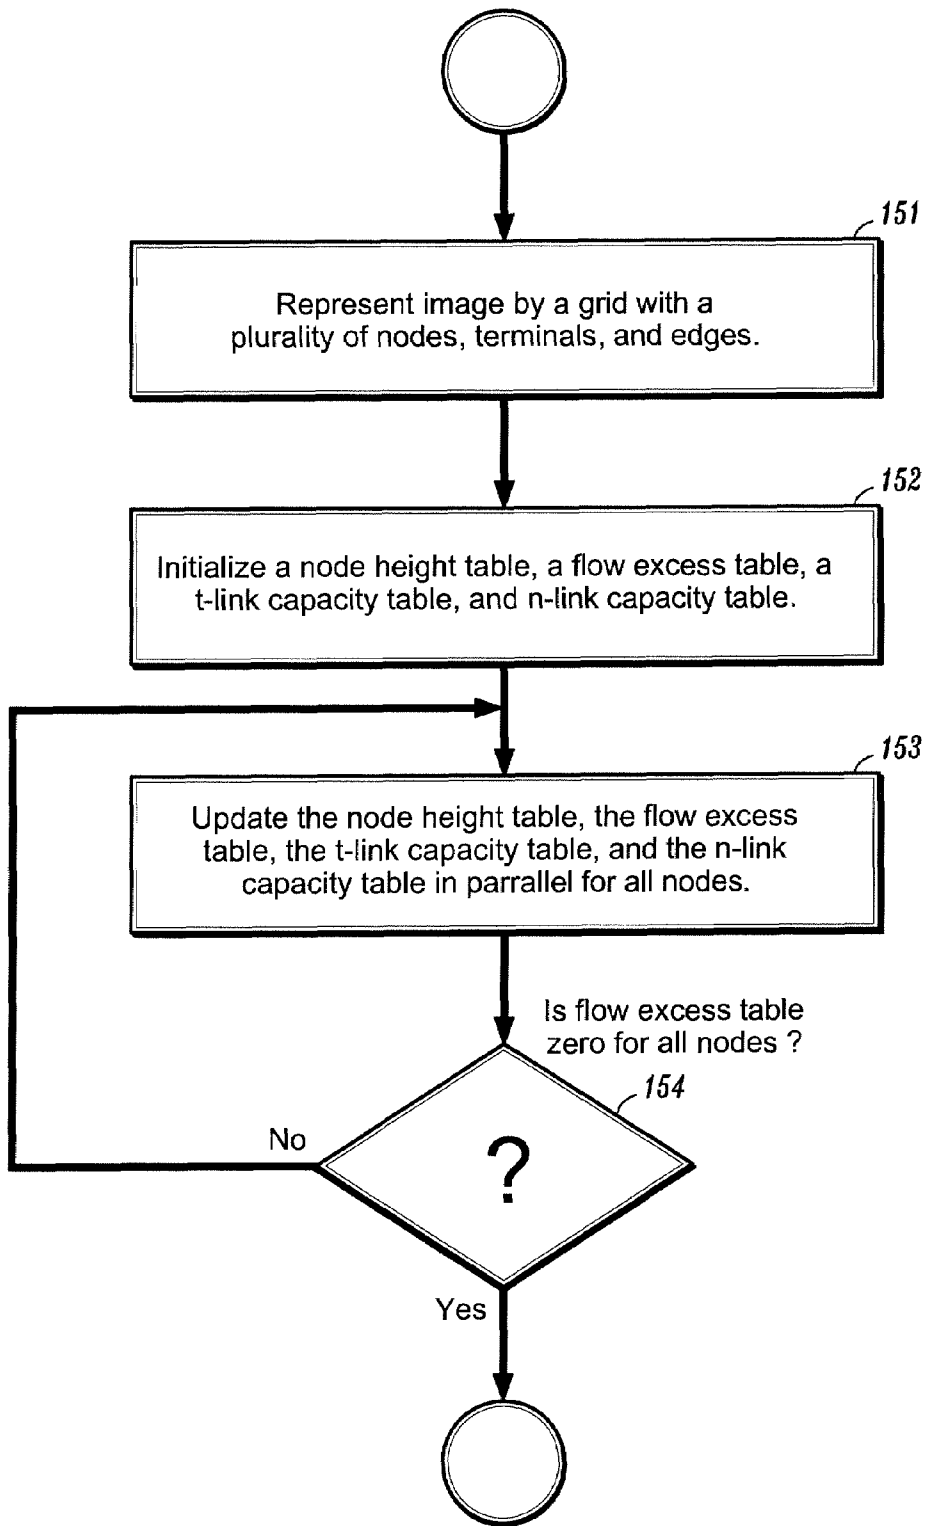 151
Represent image by a grid with a
plurality of nodes, terminals, and edges.
152
Initialize a node height table, a flow excess table, a
t-link capacity table, and n-link capacity table.
153
Update the node height table, the flow excess
table, the t-link capacity table, and the n-link
capacity table in parrallel for all nodes.
Is flow excess table
zero for all nodes ?
154
No
?
Yes